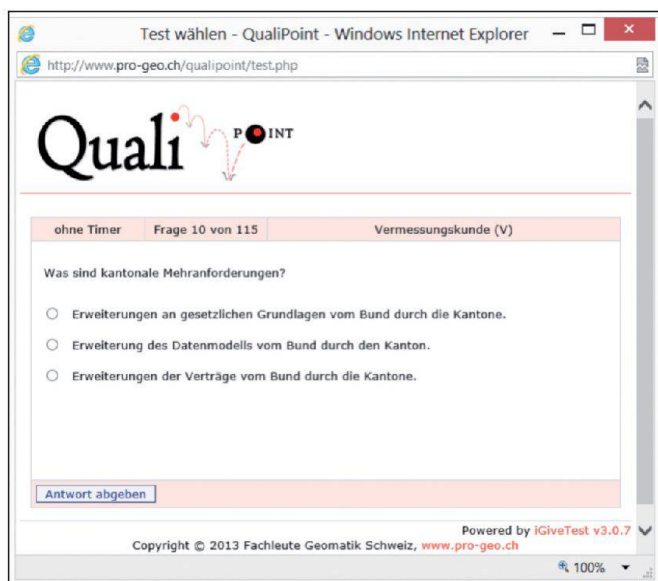 Test wählen - QualiPoint - Windows Internet Explorer
http://www.pro-geo.ch/qualipoint/test.php
Quali POINT
ohne Timer Frage 10 von 115 Vermessungskunde (V)
Was sind kantonale Mehranforderungen?
Erweiterungen an gesetzlichen Grundlagen vom Bund durch die Kantone.
Erweiterung des Datenmodells vom Bund durch den Kanton.
Erweiterungen der Verträge vom Bund durch die Kantone.
Antwort abgeben
Powered by iGiveTest v3.0.7
Copyright © 2013 Fachleute Geomatik Schweiz, www.pro-geo.ch
100%